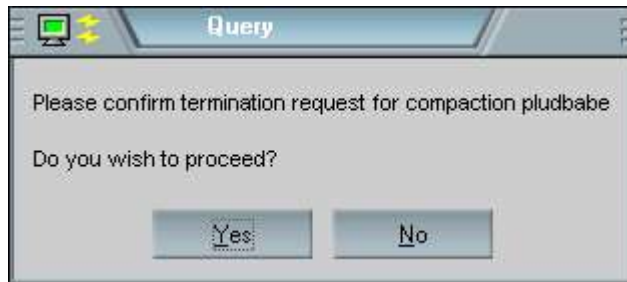 Query
Please confirm termination request for compaction pludbabe
Do you wish to proceed?
Yes No